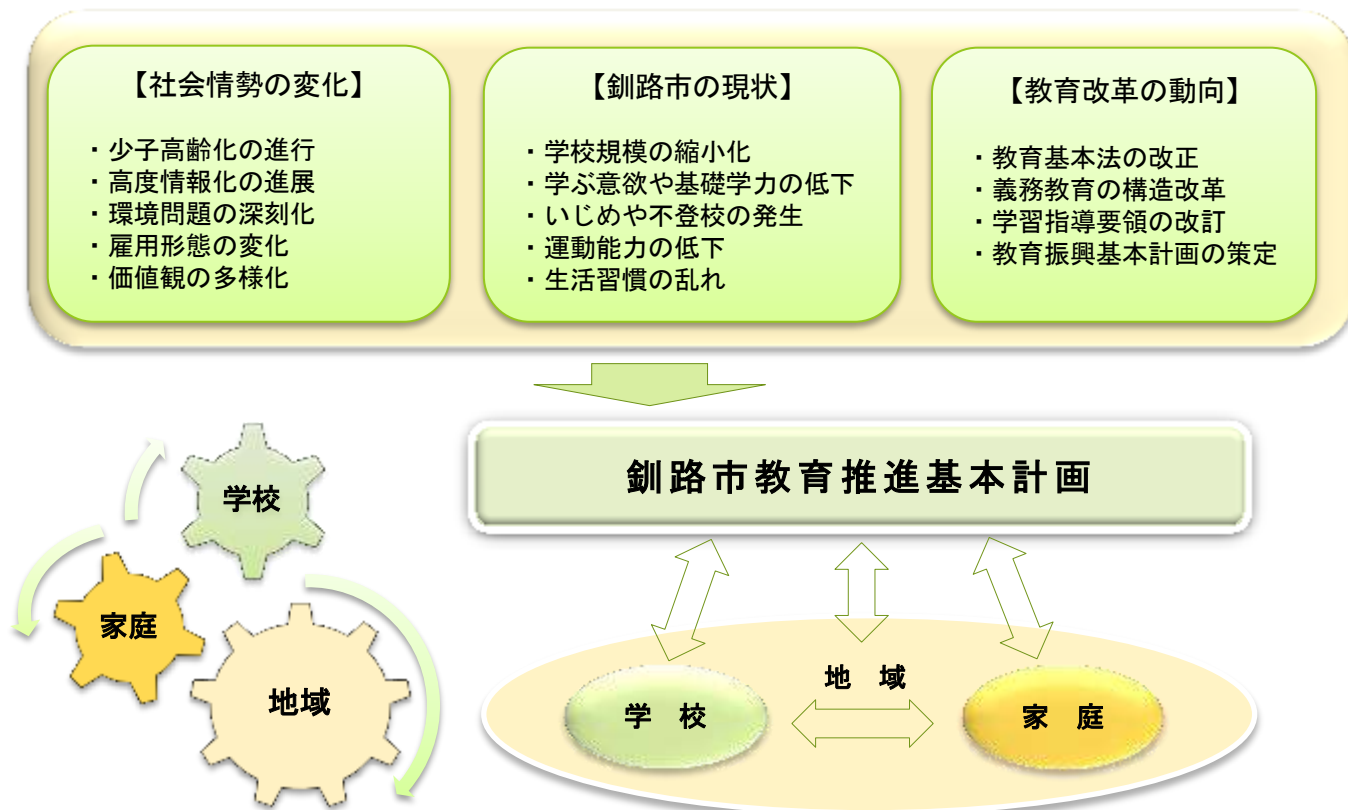 【社会情勢の変化】
・少子高齢化の進行
・高度情報化の進展
・環境問題の深刻化
・雇用形態の変化
・価値観の多様化
【釧路市の現状】
・学校規模の縮小化
・学ぶ意欲や基礎学力の低下
・いじめや不登校の発生
・運動能力の低下
・生活習慣の乱れ
【教育改革の動向】
・教育基本法の改正
・義務教育の構造改革
・学習指導要領の改訂
・教育振興基本計画の策定
釧路市教育推進基本計画
学校
家庭
地域
地　域
学　校
家　庭